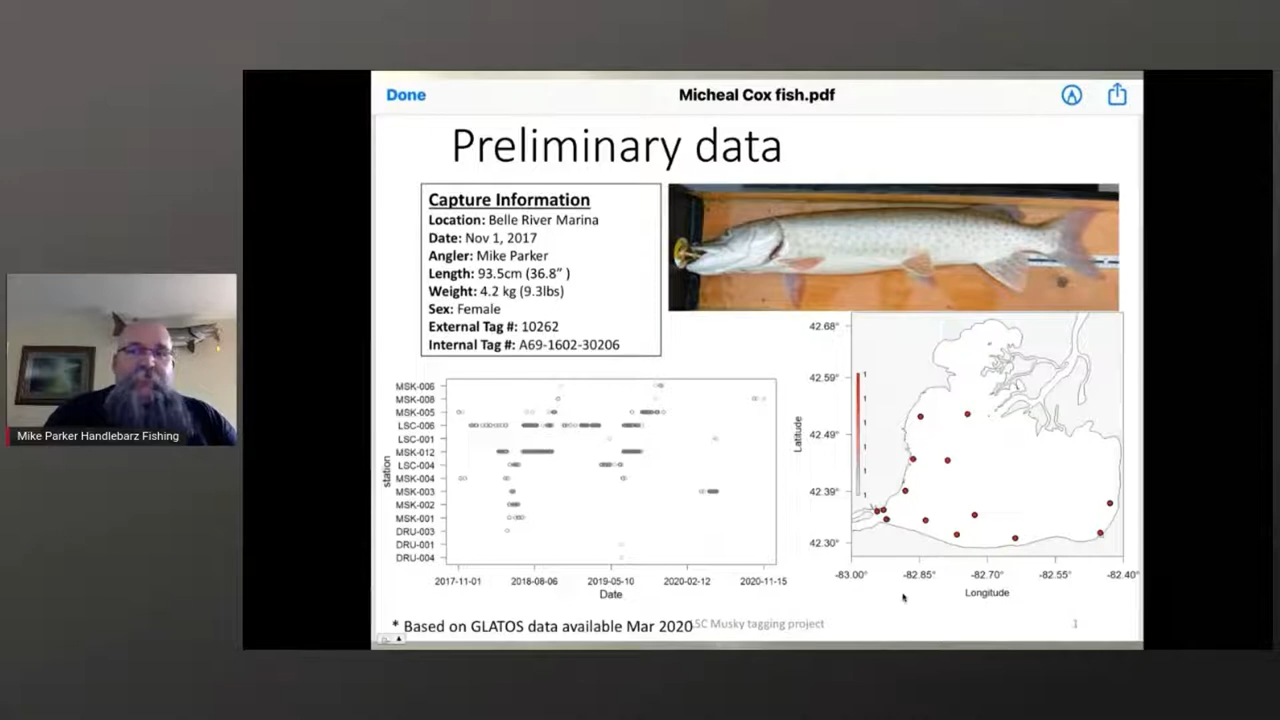 Done
Micheal Cox fish.pdf
Preliminary data
Capture Information
Location: Belle River Marina
Date: Nov 1, 2017
Angler: Mike Parker
Length: 93.5cm (36.8" )
Weight: 4.2 kg (9.3lbs)
Sex: Female
External Tag #: 10262
Internal Tag #: A69-1602-30206
MSK-006
MSK-008
MSK-005
LSC-006
LSC-001
MSK-012
LSC-004
MSK-004
MSK-003
MSK-002
MSK-001
DRU-003
DRU-001
DRU-004
station
2017-11-01 2018-08-06 2019-05-10 2020-02-12 2020-11-15
Date
42.68°
42.59°
42.49°
42.39°
42.30°
Latitude
1
1
1
1
1
1
-83.00° -82.85° -82.70° -82.55° -82.40°
Longitude
* Based on GLATOS data available Mar 2020
SC Musky tagging project
1
Mike Parker Handlebarz Fishing